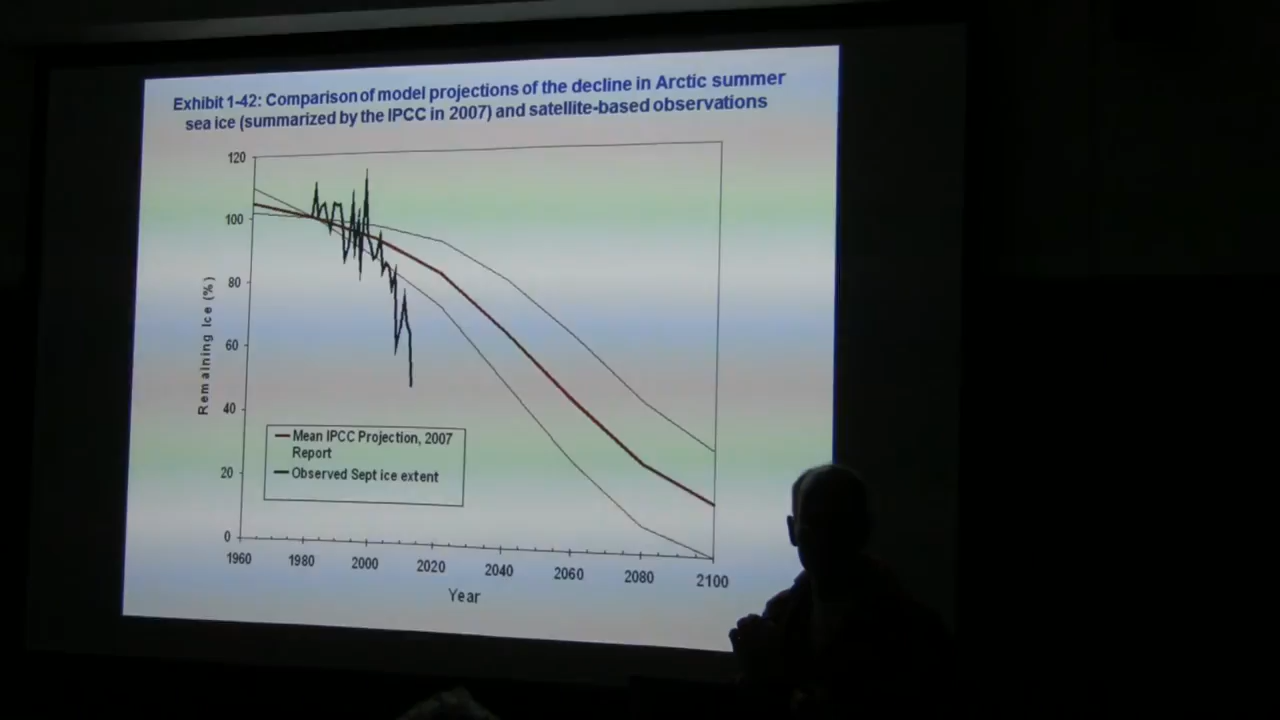 Exhibit 1-42: Comparison of model projections of the decline in Arctic summer
sea ice (summarized by the IPCC in 2007) and satellite-based observations
120
100
80
60
40
20
0
Remaining Ice (%)
Mean IPCC Projection, 2007
Report
Observed Sept ice extent
1960 1980 2000 2020 2040 2060 2080 2100
Year